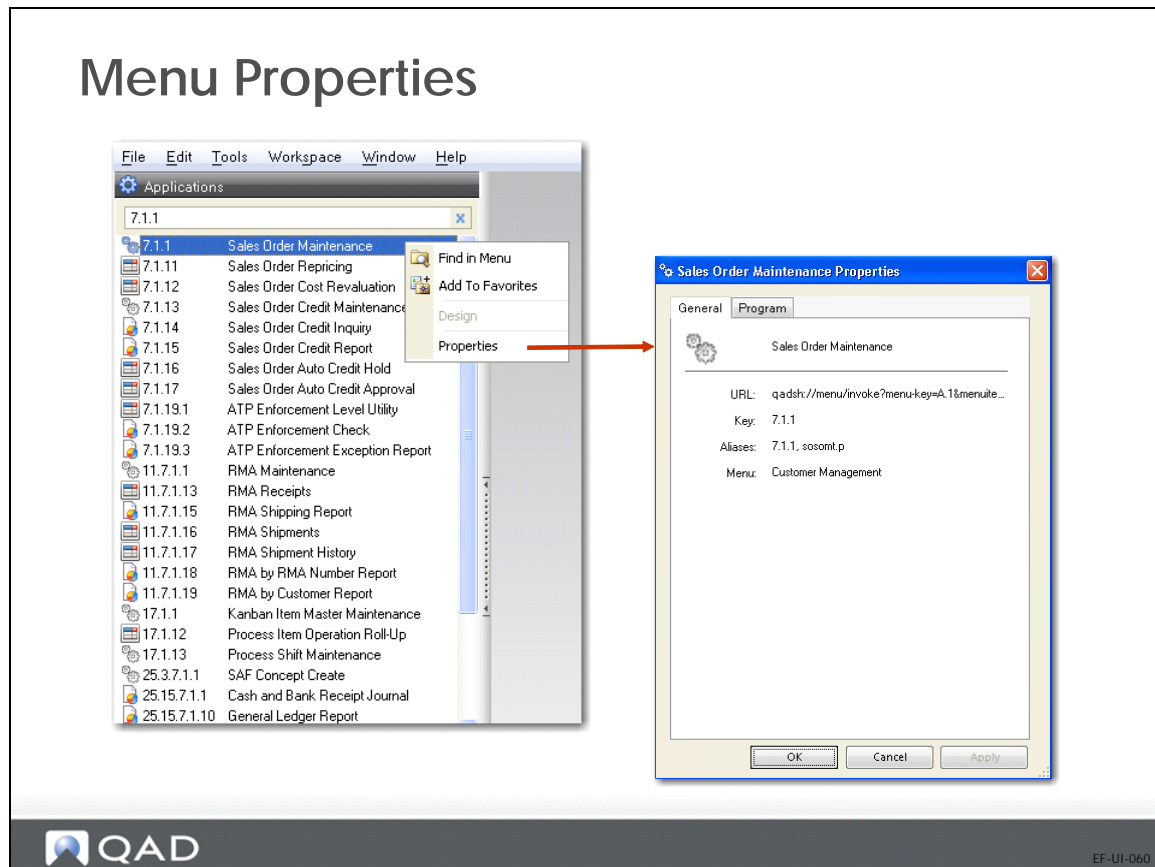 Menu Properties
File Edit Tools Workspace Window Help
Applications
7.1.1
7.1.1 Sales Order Maintenance
7.1.11 Sales Order Repricing
7.1.12 Sales Order Cost Revaluation
7.1.13 Sales Order Credit Maintenance
7.1.14 Sales Order Credit Inquiry
7.1.15 Sales Order Credit Report
7.1.16 Sales Order Auto Credit Hold
7.1.17 Sales Order Auto Credit Approval
7.1.19.1 ATP Enforcement Level Utility
7.1.19.2 ATP Enforcement Check
7.1.19.3 ATP Enforcement Exception Report
11.7.1.1 RMA Maintenance
11.7.1.13 RMA Receipts
11.7.1.15 RMA Shipping Report
11.7.1.16 RMA Shipments
11.7.1.17 RMA Shipment History
11.7.1.18 RMA by RMA Number Report
11.7.1.19 RMA by Customer Report
17.1.1 Kanban Item Master Maintenance
17.1.12 Process Item Operation Roll-Up
17.1.13 Process Shift Maintenance
25.3.7.1.1 SAF Concept Create
25.15.7.1.1 Cash and Bank Receipt Journal
25.15.7.1.10 General Ledger Report
Find in Menu
Add To Favorites
Design
Properties
Sales Order Maintenance Properties
General Program
Sales Order Maintenance
URL: qadsh://menu/invoke?menu-key=A.1&menuite...
Key: 7.1.1
Aliases: 7.1.1, sosomt.p
Menu: Customer Management
OK Cancel Apply
QAD
EF-UI-060